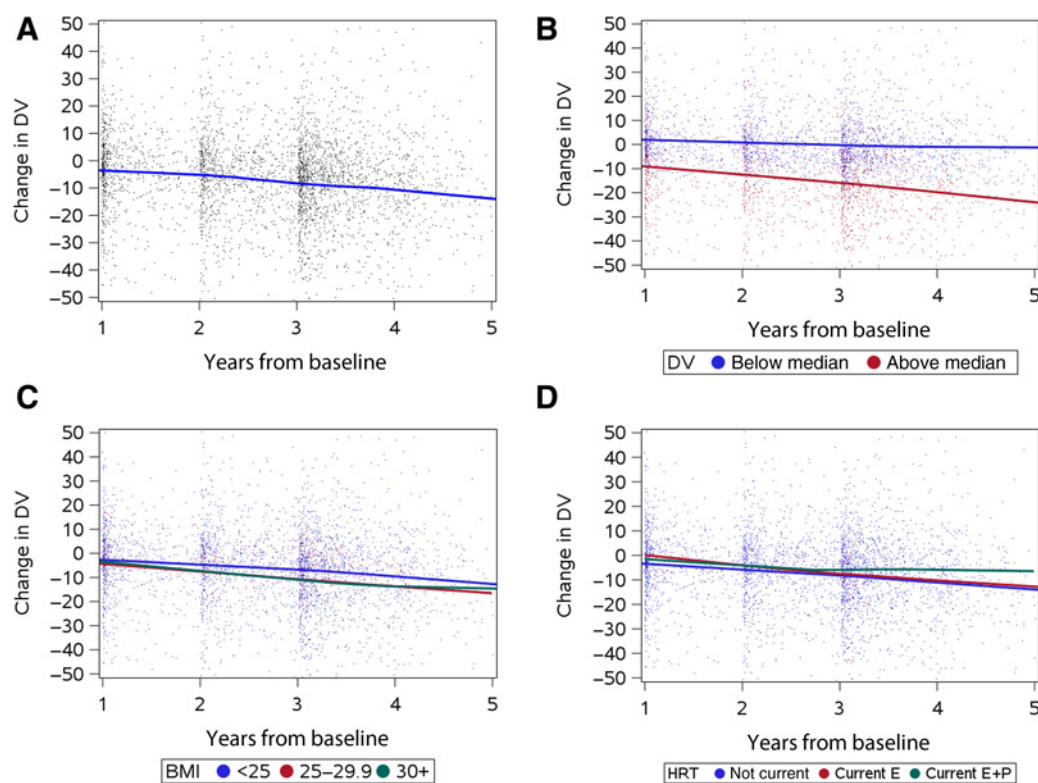 A
Change in DV
50
40
30
20
10
0
−10
−20
−30
−40
−50
1 2 3 4 5
Years from baseline
B
Change in DV
50
40
30
20
10
0
−10
−20
−30
−40
−50
1 2 3 4 5
Years from baseline
DV Below median Above median
C
Change in DV
50
40
30
20
10
0
−10
−20
−30
−40
−50
1 2 3 4 5
Years from baseline
BMI <25 25–29.9 30+
D
Change in DV
50
40
30
20
10
0
−10
−20
−30
−40
−50
1 2 3 4 5
Years from baseline
HRT Not current Current E Current E+P